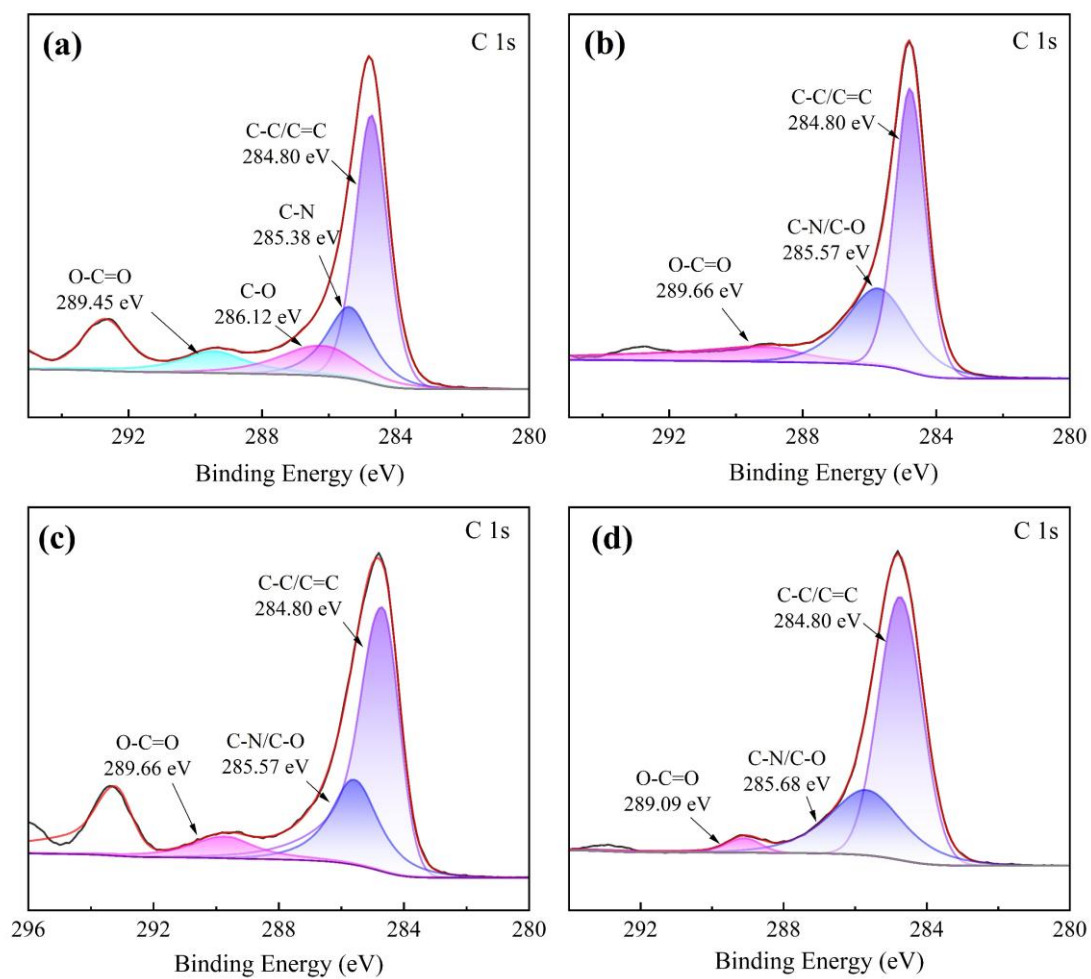 (a)
C 1s
C-C/C=C
284.80 eV
C-N
285.38 eV
O-C=O
289.45 eV
C-O
286.12 eV
292
288
284
280
Binding Energy (eV)
(b)
C 1s
C-C/C=C
284.80 eV
C-N/C-O
285.57 eV
O-C=O
289.66 eV
292
288
284
280
Binding Energy (eV)
(c)
C 1s
C-C/C=C
284.80 eV
O-C=O
289.66 eV
C-N/C-O
285.57 eV
296
292
288
284
280
Binding Energy (eV)
(d)
C 1s
C-C/C=C
284.80 eV
O-C=O
289.09 eV
C-N/C-O
285.68 eV
292
288
284
280
Binding Energy (eV)